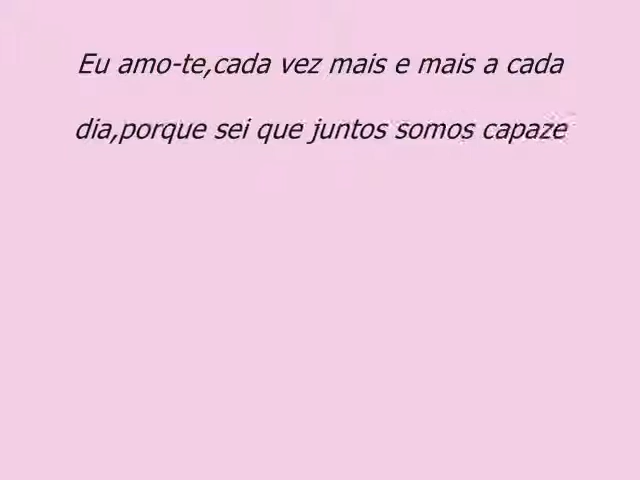 Eu amo-te,cada vez mais e mais a cada
dia,porque sei que juntos somos capaze